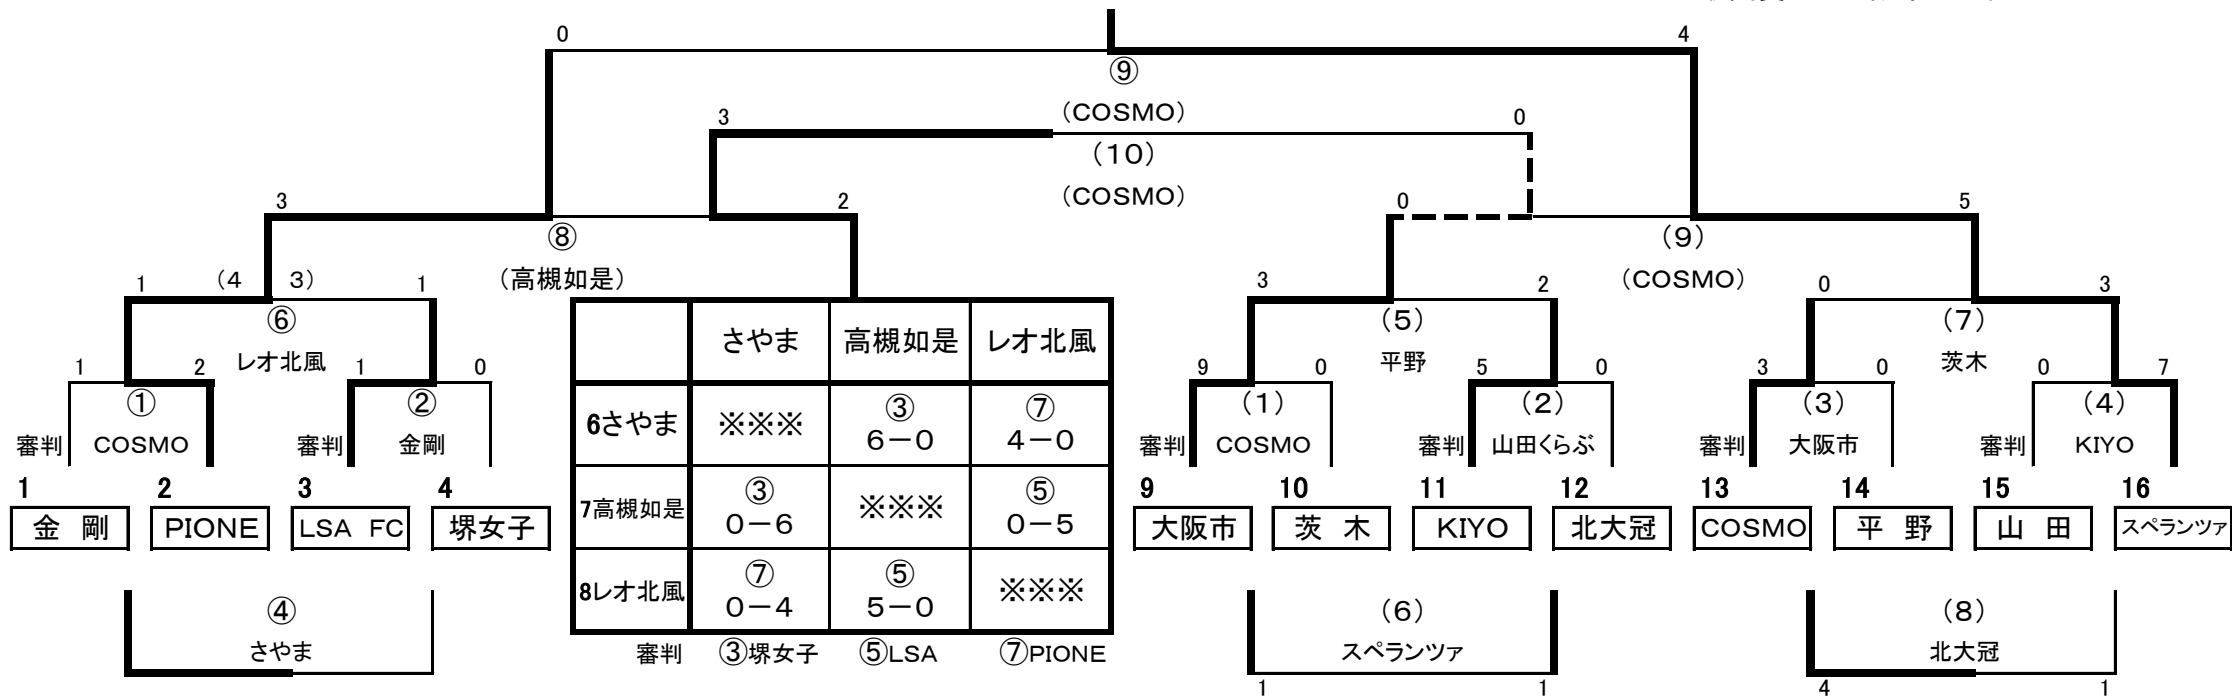 0 4
⑨
(COSMO)
3 0
(10)
(COSMO)
3 2 0 5
⑧ (9)
(高槻如是) (COSMO)
1 (4 3) 1 3 2 0 3
⑥ (5) (7)
レオ北風 平野 茨木
さやま 高槻如是 レオ北風
1 2 1 0 9 0 5 0 3 0 0 7
① ② (1) (2) (3) (4)
審判 COSMO 審判 金剛 審判 COSMO 審判 山田くらぶ 審判 大阪市 審判 KIYO
6さやま ※※※ ③ ⑦
6-0 4-0
1 2 3 4 9 10 11 12 13 14 15 16
金 剛 PIONE LSA FC 堺女子 大阪市 茨 木 KIYO 北大冠 COSMO 平 野 山 田 スペランツァ
7高槻如是 ③ ※※※ ⑤
0-6 0-5
8レオ北風 ⑦ ⑤ ※※※
0-4 5-0
④ (6) (8)
さやま スペランツァ 北大冠
審判 ③堺女子 ⑤LSA ⑦PIONE
1 1 4 1